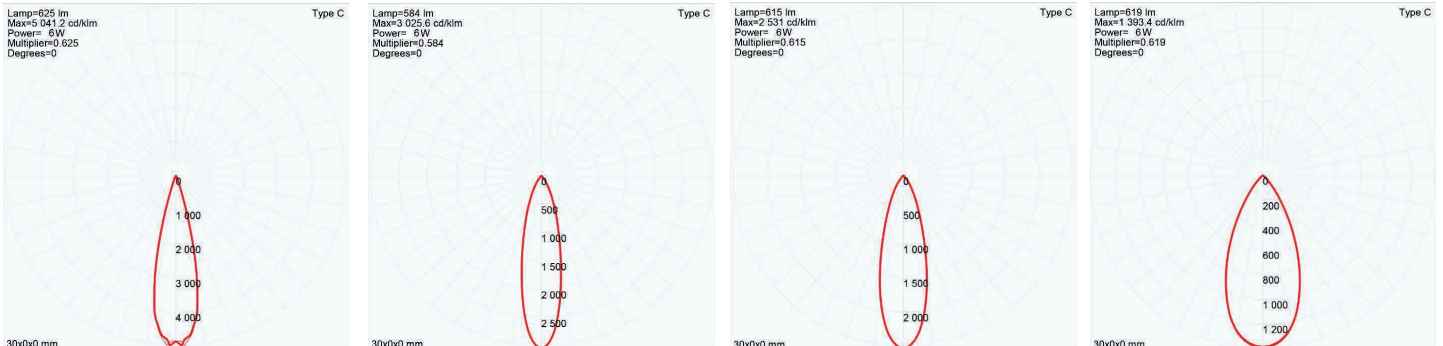 Lamp=625 lm
Type C
Max=5 041.2 cd/klm
Power= 6W
Multiplier=0.625
Degrees=0
0
1 000
2 000
3 000
4 000
30x0x0 mm
Lamp=584 lm
Type C
Max=3 025.6 cd/klm
Power= 6W
Multiplier=0.584
Degrees=0
0
500
1 000
1 500
2 000
2 500
30x0x0 mm
Lamp=615 lm
Type C
Max=2 531 cd/klm
Power= 6W
Multiplier=0.615
Degrees=0
0
500
1 000
1 500
2 000
30x0x0 mm
Lamp=619 lm
Type C
Max=1 393.4 cd/klm
Power= 6W
Multiplier=0.619
Degrees=0
0
200
400
600
800
1 000
1 200
30x0x0 mm